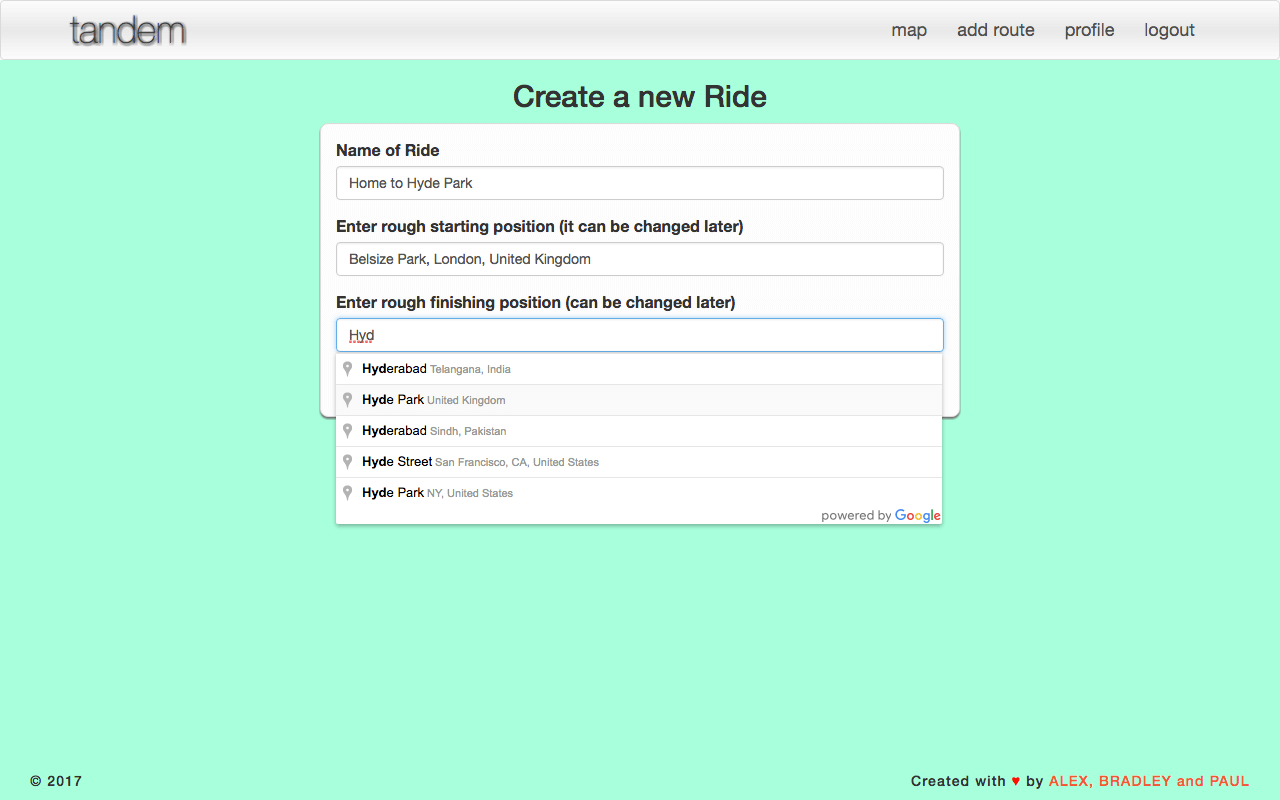 tandem map add route profile logout
Create a new Ride
Name of Ride
Home to Hyde Park
Enter rough starting position (it can be changed later)
Belsize Park, London, United Kingdom
Enter rough finishing position (can be changed later)
Hyd
Hyderabad Telangana, India
Hyde Park United Kingdom
Hyderabad Sindh, Pakistan
Hyde Street San Francisco, CA, United States
Hyde Park NY, United States
powered by Google
© 2017 Created with ♥ by ALEX, BRADLEY and PAUL